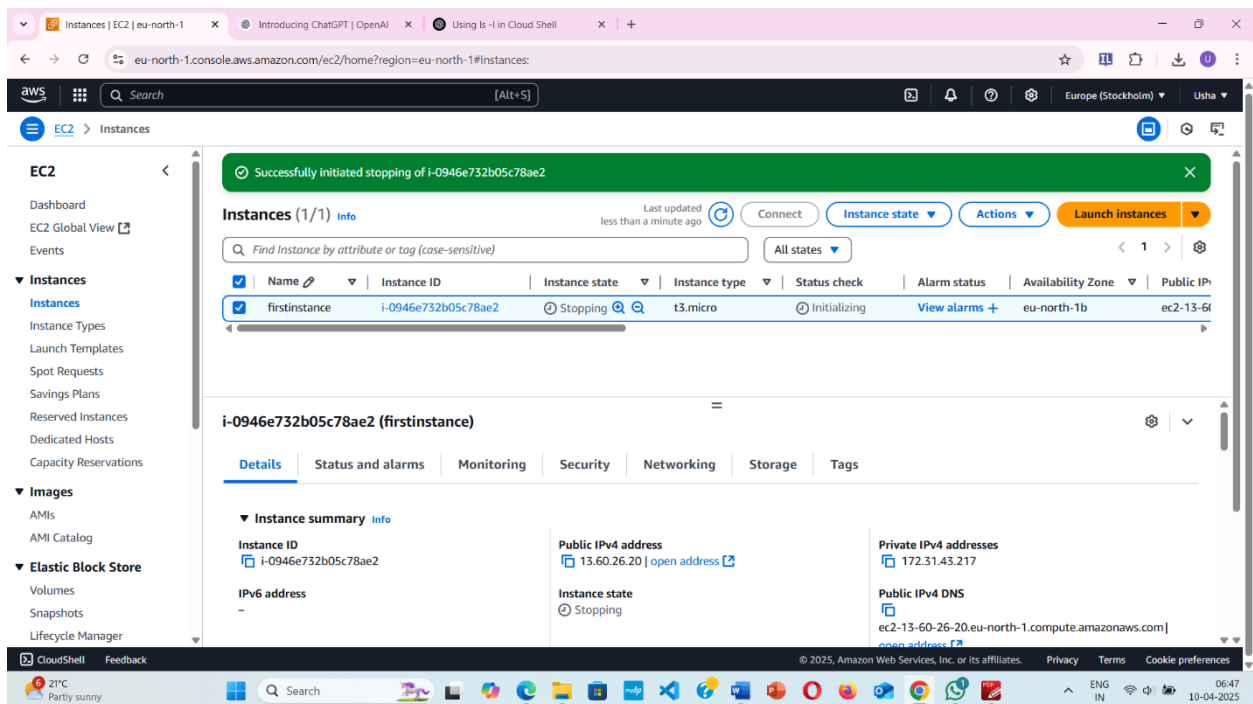 Instances | EC2 | eu-north-1
Introducing ChatGPT | OpenAI
Using ls -l in Cloud Shell
eu-north-1.console.aws.amazon.com/ec2/home?region=eu-north-1#Instances:
U
aws
Search [Alt+S]
Europe (Stockholm)
Usha
EC2 > Instances
EC2
Dashboard
EC2 Global View
Events
Instances
Instances
Instance Types
Launch Templates
Spot Requests
Savings Plans
Reserved Instances
Dedicated Hosts
Capacity Reservations
Images
AMIs
AMI Catalog
Elastic Block Store
Volumes
Snapshots
Lifecycle Manager
Successfully initiated stopping of i-0946e732b05c78ae2
Instances (1/1) Info
Last updated
less than a minute ago
Connect
Instance state
Actions
Launch instances
Find Instance by attribute or tag (case-sensitive)
All states
1
Name Instance ID Instance state Instance type Status check Alarm status Availability Zone Public IPv
firstinstance i-0946e732b05c78ae2 Stopping t3.micro Initializing View alarms + eu-north-1b ec2-13-60
i-0946e732b05c78ae2 (firstinstance)
Details Status and alarms Monitoring Security Networking Storage Tags
Instance summary Info
Instance ID
i-0946e732b05c78ae2
Public IPv4 address
13.60.26.20 | open address
Private IPv4 addresses
172.31.43.217
IPv6 address
–
Instance state
Stopping
Public IPv4 DNS
ec2-13-60-26-20.eu-north-1.compute.amazonaws.com |
open address
CloudShell Feedback
© 2025, Amazon Web Services, Inc. or its affiliates. Privacy Terms Cookie preferences
6
21°C
Partly sunny
Search
ENG
IN
06:47
10-04-2025